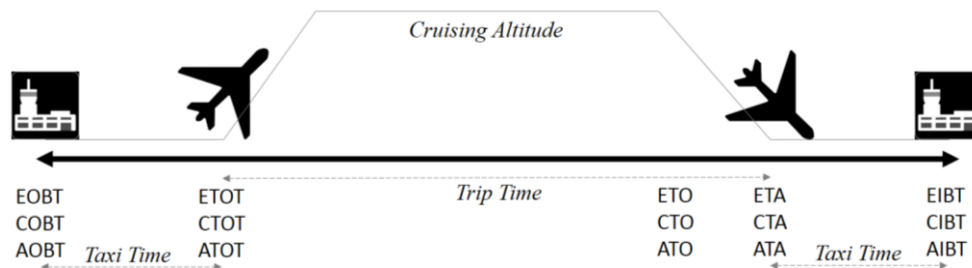 Cruising Altitude
Trip Time
EOBT ETOT ETO ETA EIBT
COBT CTOT CTO CTA CIBT
AOBT Taxi Time ATOT ATO ATA Taxi Time AIBT